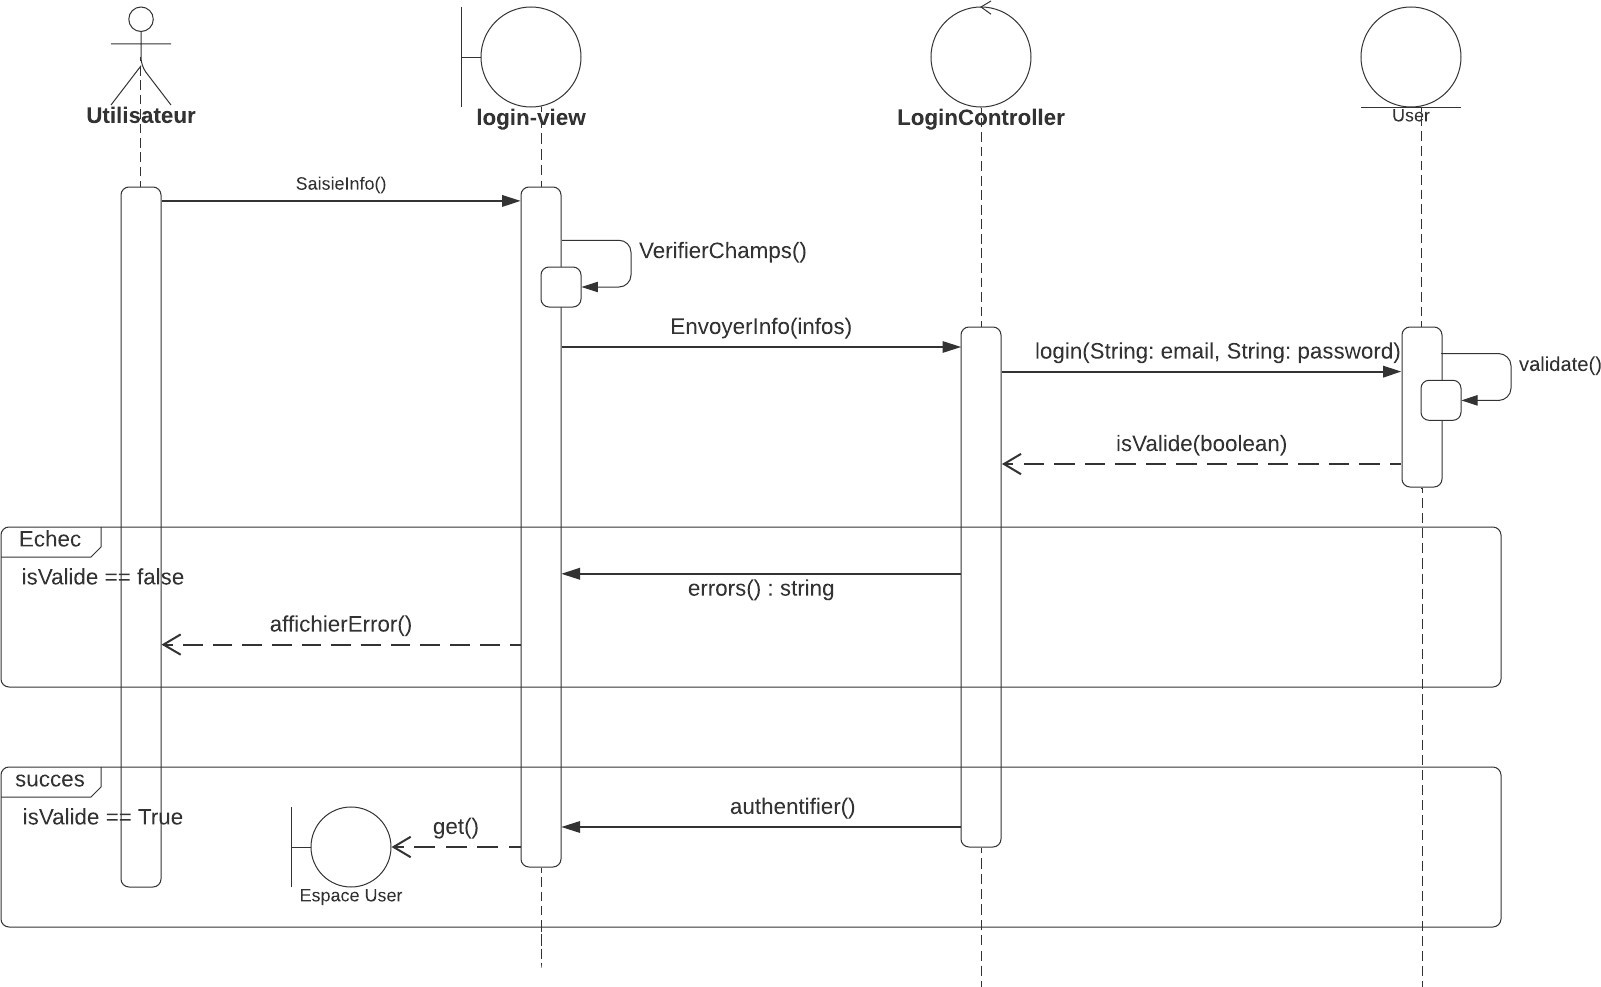 Utilisateur
login-view
LoginController
User
SaisieInfo()
VerifierChamps()
EnvoyerInfo(infos)
login(String: email, String: password)
validate()
isValide(boolean)
Echec
isValide == false
errors() : string
affichierError()
succes
isValide == True
authentifier()
get()
Espace User